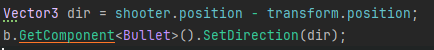 Vector3 dir = shooter.position - transform.position;
b.GetComponent<Bullet>().SetDirection(dir);